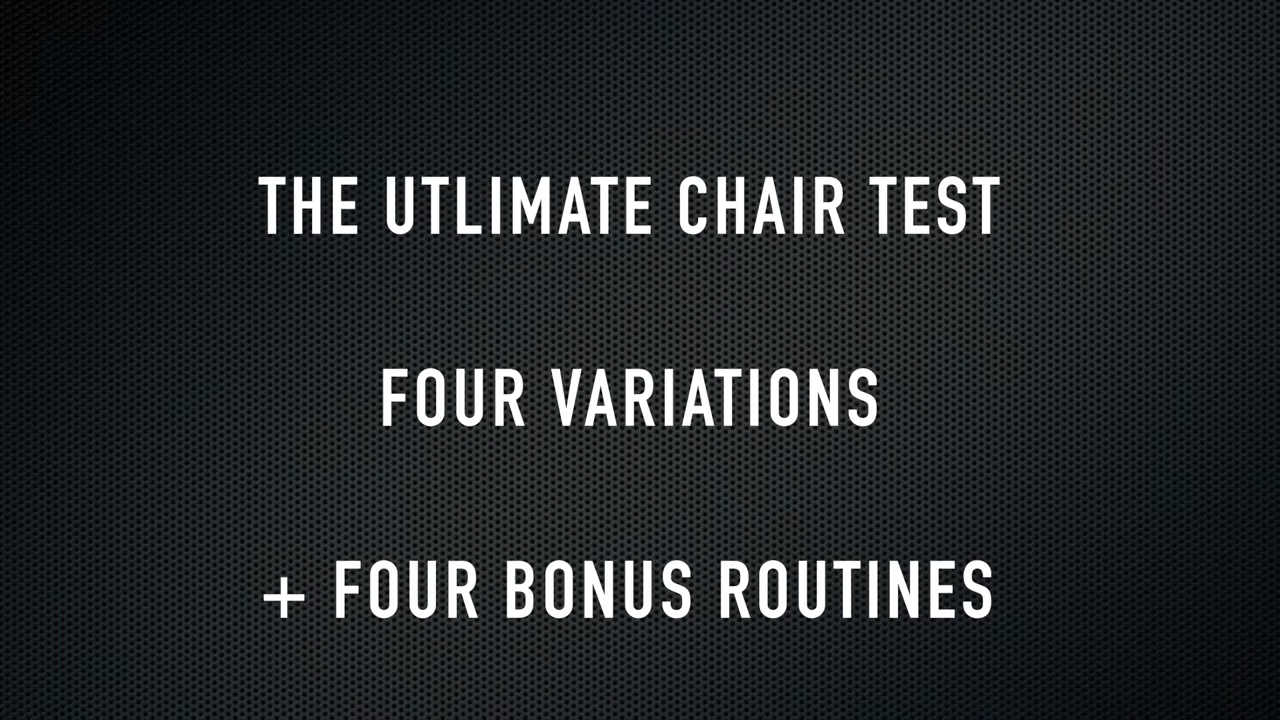 THE UTLIMATE CHAIR TEST
FOUR VARIATIONS
+ FOUR BONUS ROUTINES